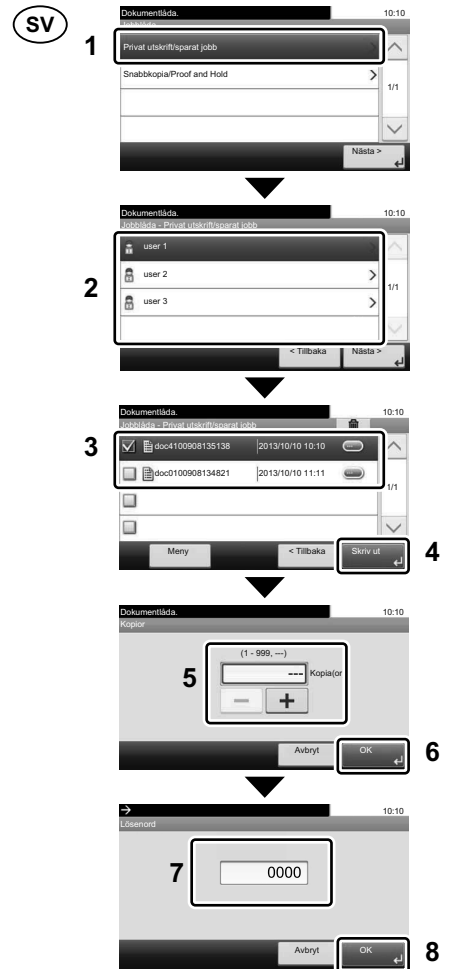 SV
Dokumentlåda. 10:10
Jobblåda
1
Privat utskrift/sparat jobb
Snabbkopia/Proof and Hold
1/1
Nästa >
Dokumentlåda. 10:10
Jobblåda - Privat utskrift/sparat jobb
2
user 1
user 2
user 3
1/1
< Tillbaka Nästa >
Dokumentlåda. 10:10
Jobblåda - Privat utskrift/sparat jobb
3
doc4100908135138 2013/10/10 10:10
doc0100908134821 2013/10/10 11:11
1/1
Meny < Tillbaka Skriv ut 4
Dokumentlåda. 10:10
Kopior
(1 - 999, ---)
5
--- Kopia(or
− +
Avbryt OK 6
→ 10:10
Lösenord
7 0000
Avbryt OK 8